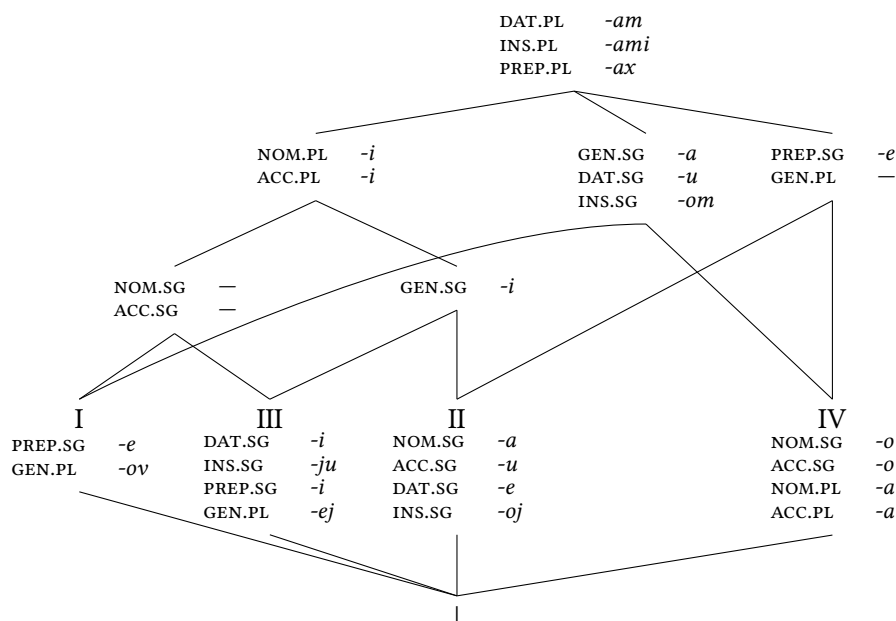 DAT.PL -am
INS.PL -ami
PREP.PL -ax
NOM.PL -i
ACC.PL -i
GEN.SG -a
DAT.SG -u
INS.SG -om
PREP.SG -e
GEN.PL —
NOM.SG —
ACC.SG —
GEN.SG -i
I
PREP.SG -e
GEN.PL -ov
III
DAT.SG -i
INS.SG -ju
PREP.SG -i
GEN.PL -ej
II
NOM.SG -a
ACC.SG -u
DAT.SG -e
INS.SG -oj
IV
NOM.SG -o
ACC.SG -o
NOM.PL -a
ACC.PL -a